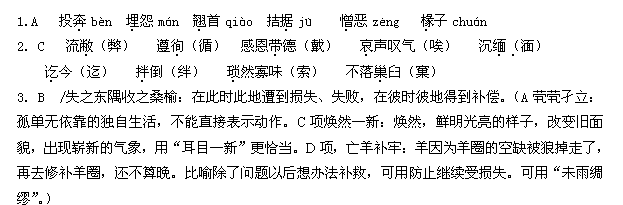 1.A 投奔 bèn 埋怨 mán 翘首 qiào 拮据 jū 憎恶 zēng 椽子 chuán
2. C 流敝（弊） 遵徇（循） 感恩带德（戴） 哀声叹气（唉） 沉缅（湎）
讫今（迄） 拌倒（绊） 琐然寡味（索） 不落巢臼（窠）
3. B /失之东隅收之桑榆：在此时此地遭到损失、失败，在彼时彼地得到补偿。（A 茕茕孑立：
孤单无依靠的独自生活，不能直接表示动作。C 项焕然一新：焕然，鲜明光亮的样子，改变旧面
貌，出现崭新的气象，用“耳目一新”更恰当。D 项，亡羊补牢：羊因为羊圈的空缺被狼掉走了，
再去修补羊圈，还不算晚。比喻除了问题以后想办法补救，可用防止继续受损失。可用“未雨绸
缪”。）